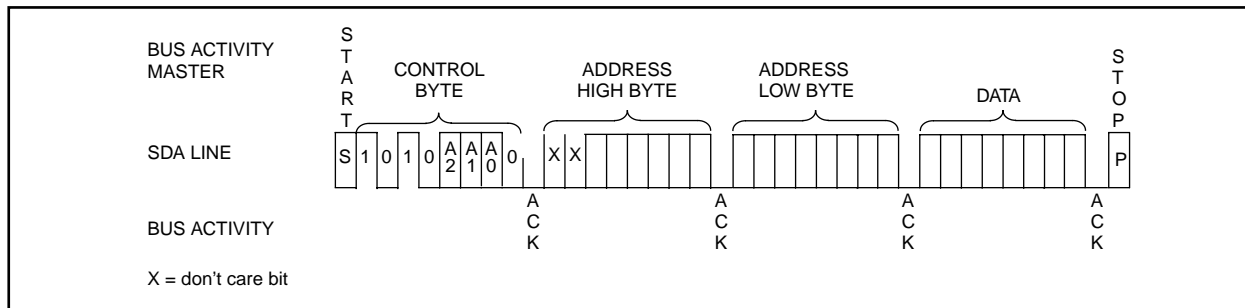 BUS ACTIVITY
MASTER
START
CONTROL
BYTE
ADDRESS
HIGH BYTE
ADDRESS
LOW BYTE
DATA
STOP
SDA LINE
S 1 0 1 0 A2 A1 A0 0 X X P
BUS ACTIVITY
ACK ACK ACK ACK
X = don't care bit